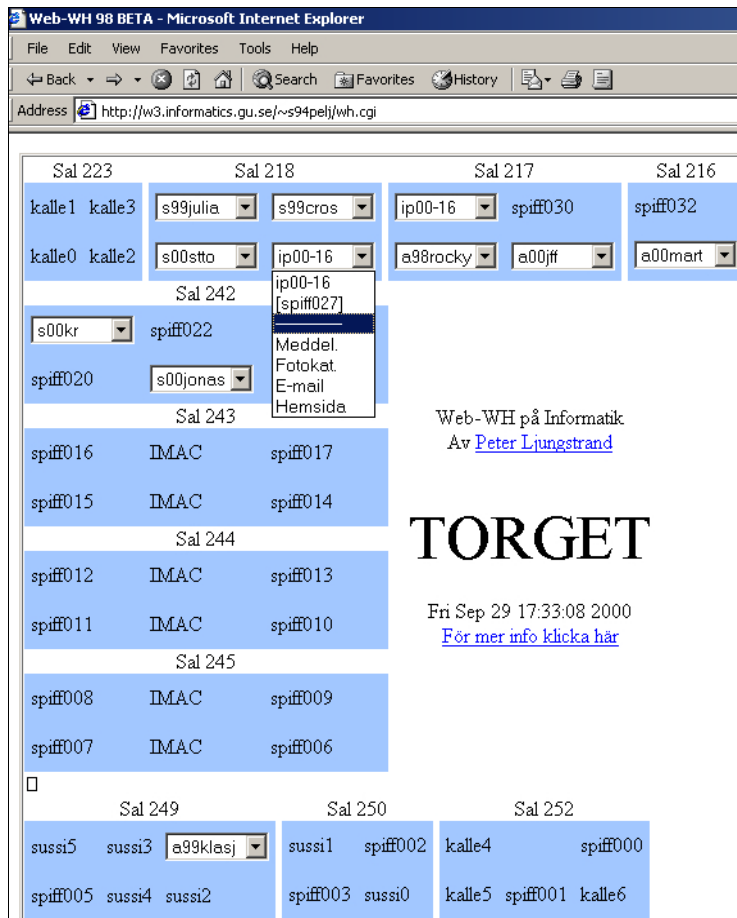 Web-WH 98 BETA - Microsoft Internet Explorer
File Edit View Favorites Tools Help
Back Search Favorites History
Address http://w3.informatics.gu.se/~s94pelj/wh.cgi
Sal 223 Sal 218 Sal 217 Sal 216
kalle1 kalle3 s99julia s99cros ip00-16 spiff030 spiff032
kalle0 kalle2 s00stto ip00-16 a98rocky a00jff a00mart
ip00-16
[spiff027]
Meddel.
Fotokat.
E-mail
Hemsida
Sal 242
s00kr spiff022
spiff020 s00jonas
Sal 243
spiff016 IMAC spiff017
spiff015 IMAC spiff014
Sal 244
spiff012 IMAC spiff013
spiff011 IMAC spiff010
Sal 245
spiff008 IMAC spiff009
spiff007 IMAC spiff006
Web-WH på Informatik
Av Peter Ljungstrand
TORGET
Fri Sep 29 17:33:08 2000
För mer info klicka här
Sal 249 Sal 250 Sal 252
sussi5 sussi3 a99klasj sussi1 spiff002 kalle4 spiff000
spiff005 sussi4 sussi2 spiff003 sussi0 kalle5 spiff001 kalle6